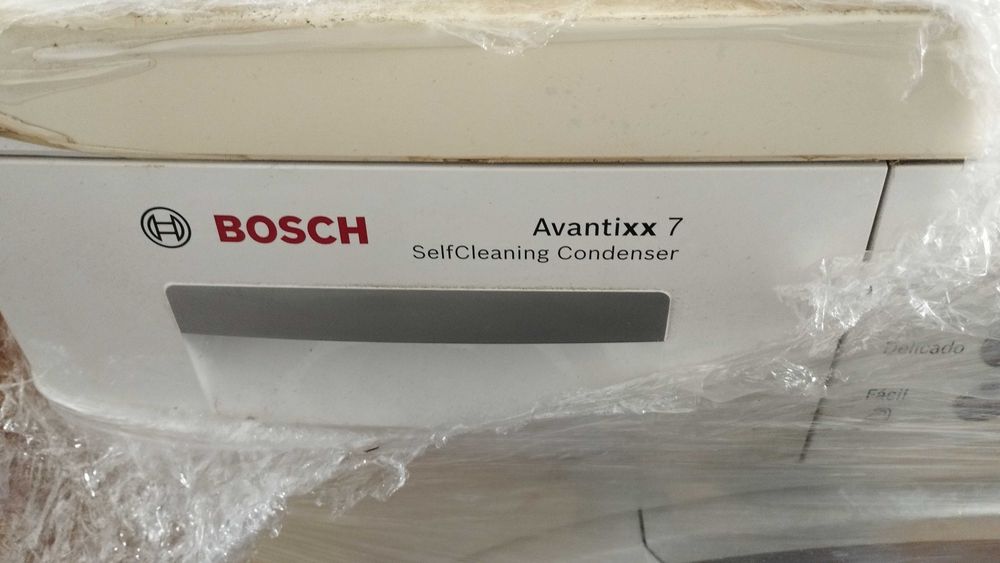 BOSCH
Avantixx 7
SelfCleaning Condenser
Delicado
Fácil